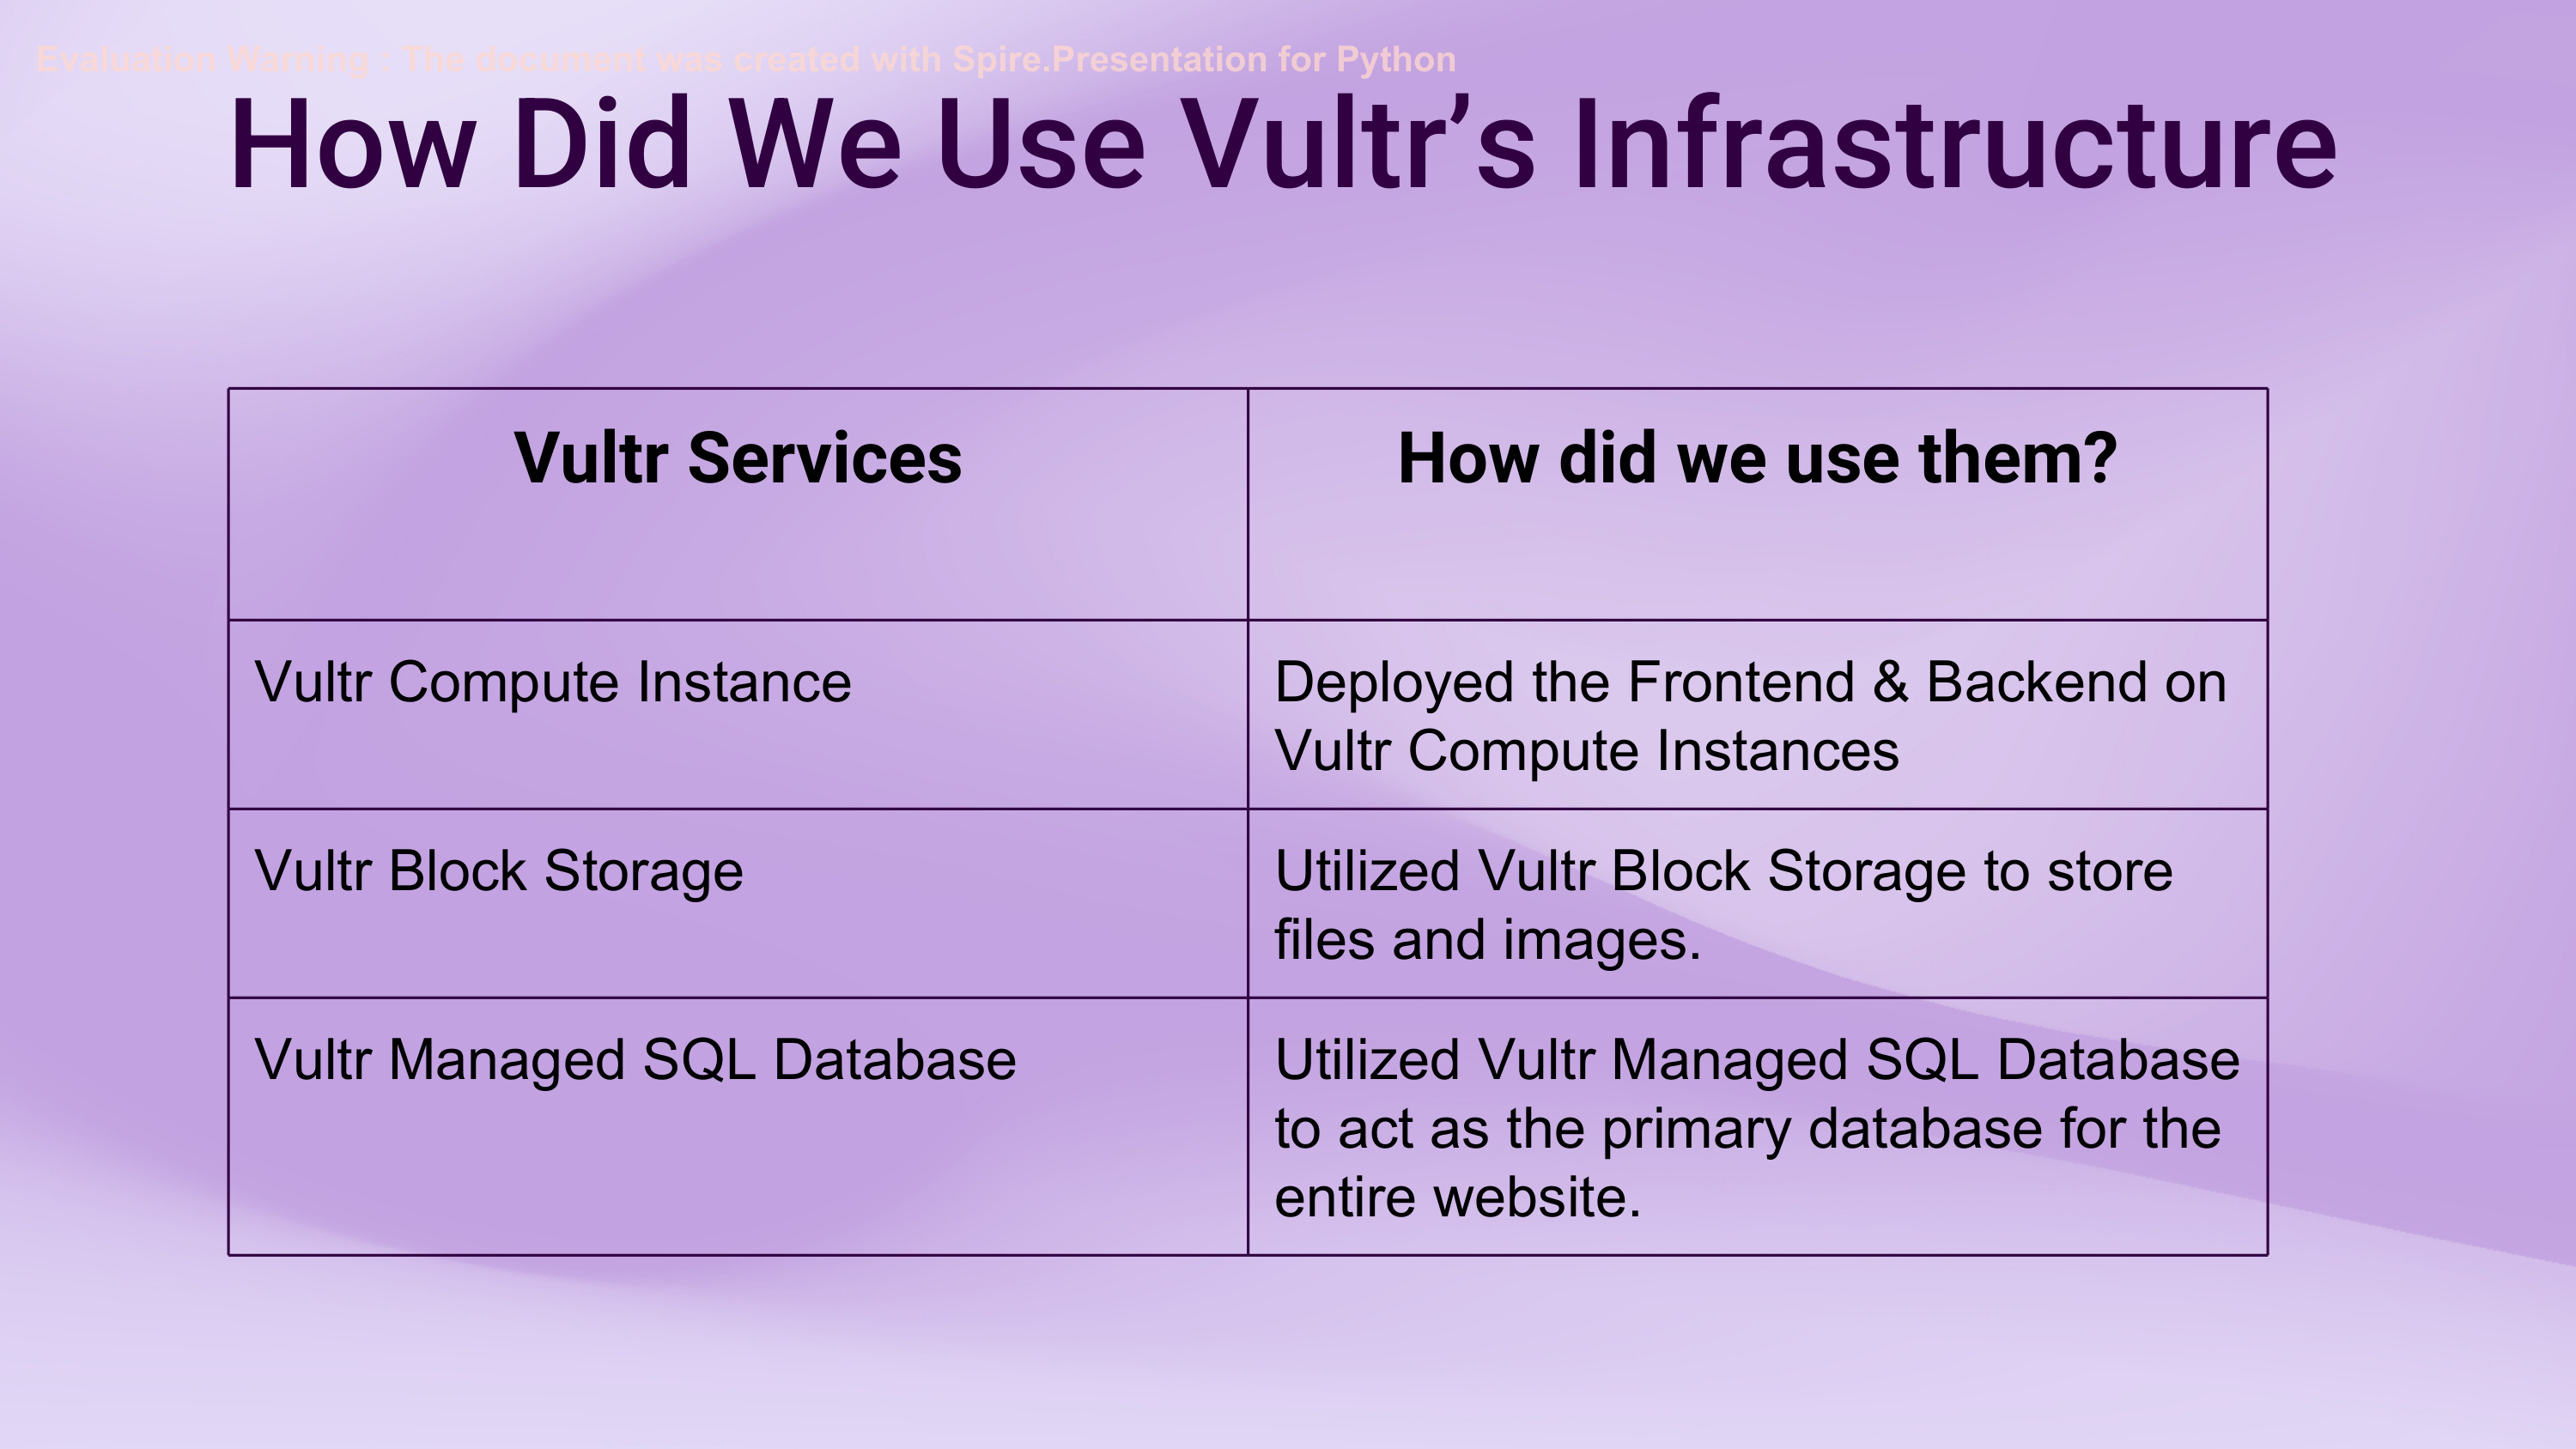 Evaluation Warning : The document was created with Spire.Presentation for Python
How Did We Use Vultr’s Infrastructure
Vultr Services
How did we use them?
Vultr Compute Instance
Deployed the Frontend & Backend on
Vultr Compute Instances
Vultr Block Storage
Utilized Vultr Block Storage to store
files and images.
Vultr Managed SQL Database
Utilized Vultr Managed SQL Database
to act as the primary database for the
entire website.